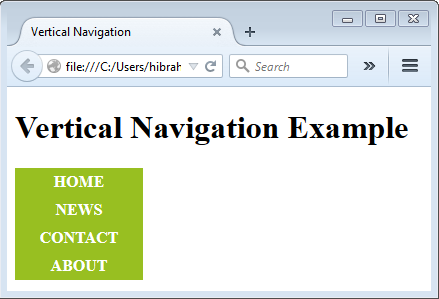 Vertical Navigation
file:///C:/Users/hibrah
Search
Vertical Navigation Example
HOME
NEWS
CONTACT
ABOUT